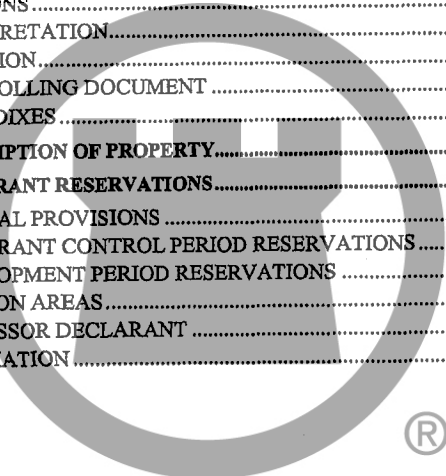 ONS
RETATION
ION
OLLING DOCUMENT
DIXES
IPTION OF PROPERTY
RANT RESERVATIONS
AL PROVISIONS
RANT CONTROL PERIOD RESERVATIONS
OPMENT PERIOD RESERVATIONS
ON AREAS
SSOR DECLARANT
ATION
®